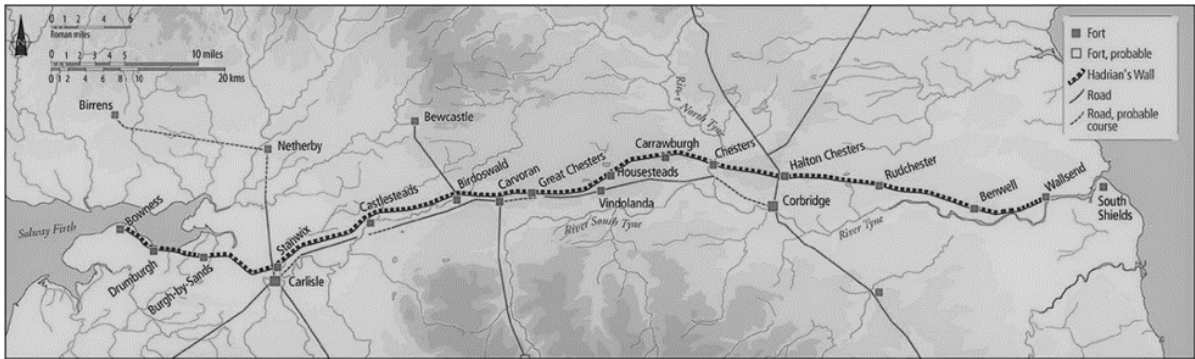 0 1 2 4 6
Roman miles
0 1 2 3 4 5 10 miles
0 1 2 4 6 8 10 20 kms
Fort
Fort, probable
Hadrian's Wall
Road
Road, probable course
Birrens
Netherby
Bewcastle
River North Tyne
Carrawburgh
Chesters
Halton Chesters
Rudchester
Benwell
Wallsend
South Shields
Housesteads
Great Chesters
Carvoran
Birdoswald
Castlesteads
Vindolanda
Corbridge
River South Tyne
River Tyne
Solway Firth
Bowness
Drumburgh
Burgh-by-Sands
Stanwix
Carlisle